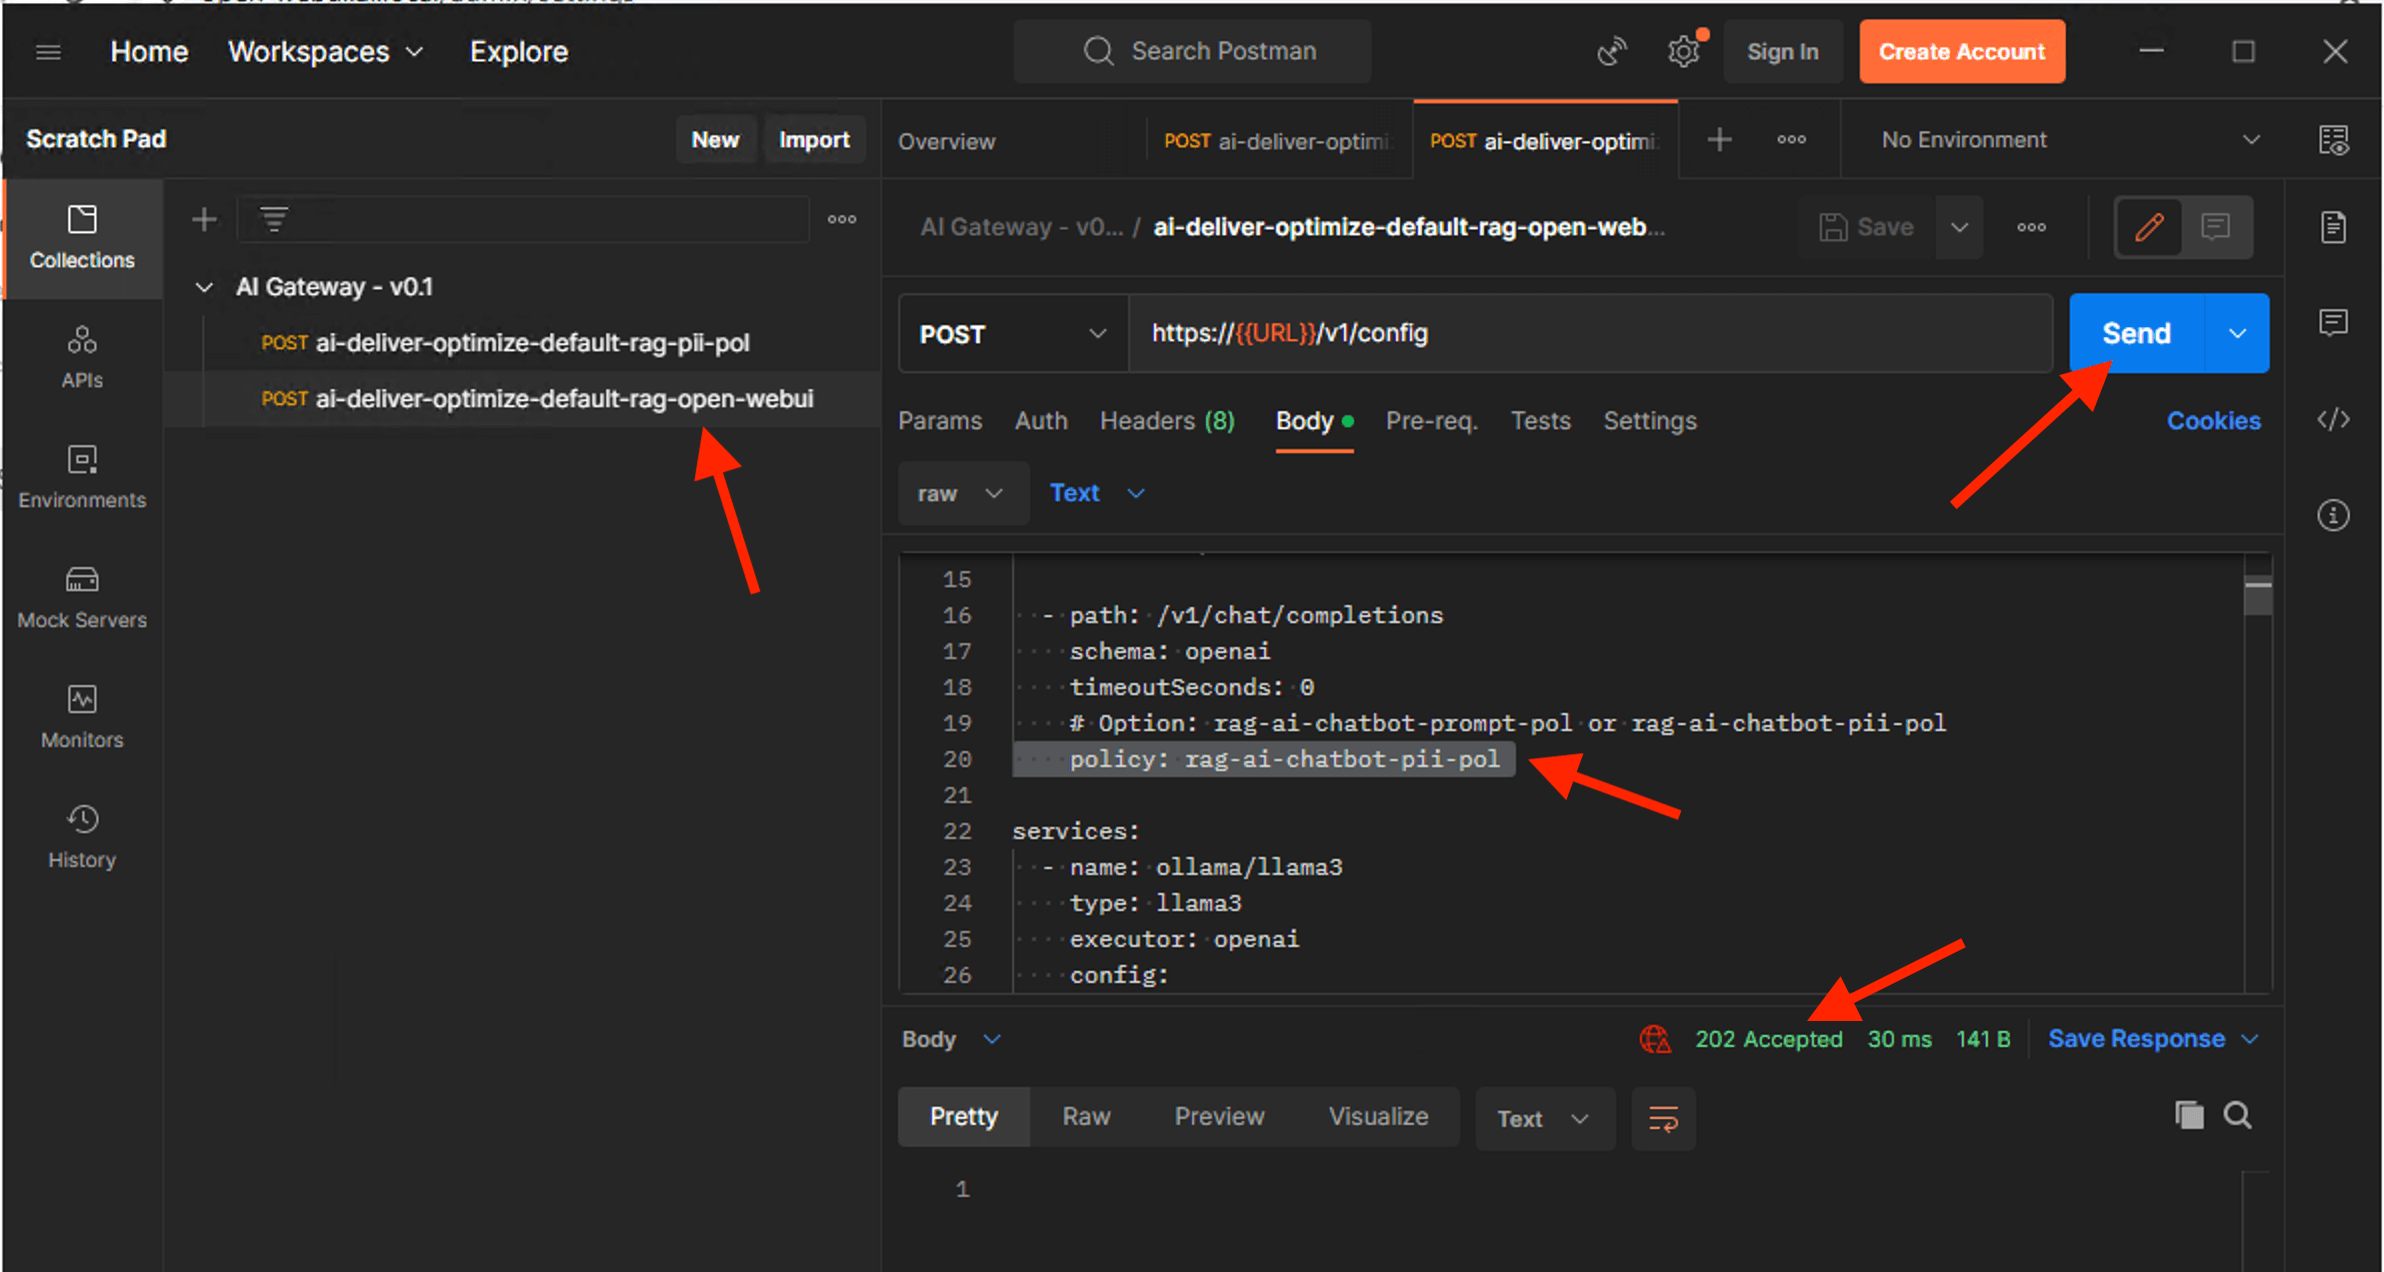 Home Workspaces Explore Search Postman Sign In Create Account
Scratch Pad New Import
Overview POST ai-deliver-optimi POST ai-deliver-optimi No Environment
Collections
APIs
Environments
Mock Servers
Monitors
History
AI Gateway - v0.1
POST ai-deliver-optimize-default-rag-pii-pol
POST ai-deliver-optimize-default-rag-open-webui
AI Gateway - v0... / ai-deliver-optimize-default-rag-open-web... Save
POST https://{{URL}}/v1/config Send
Params Auth Headers (8) Body Pre-req. Tests Settings Cookies
raw Text
15
16 - path: /v1/chat/completions
17 schema: openai
18 timeoutSeconds: 0
19 # Option: rag-ai-chatbot-prompt-pol or rag-ai-chatbot-pii-pol
20 policy: rag-ai-chatbot-pii-pol
21
22 services:
23 - name: ollama/llama3
24 type: llama3
25 executor: openai
26 config:
Body 202 Accepted 30 ms 141 B Save Response
Pretty Raw Preview Visualize Text
1